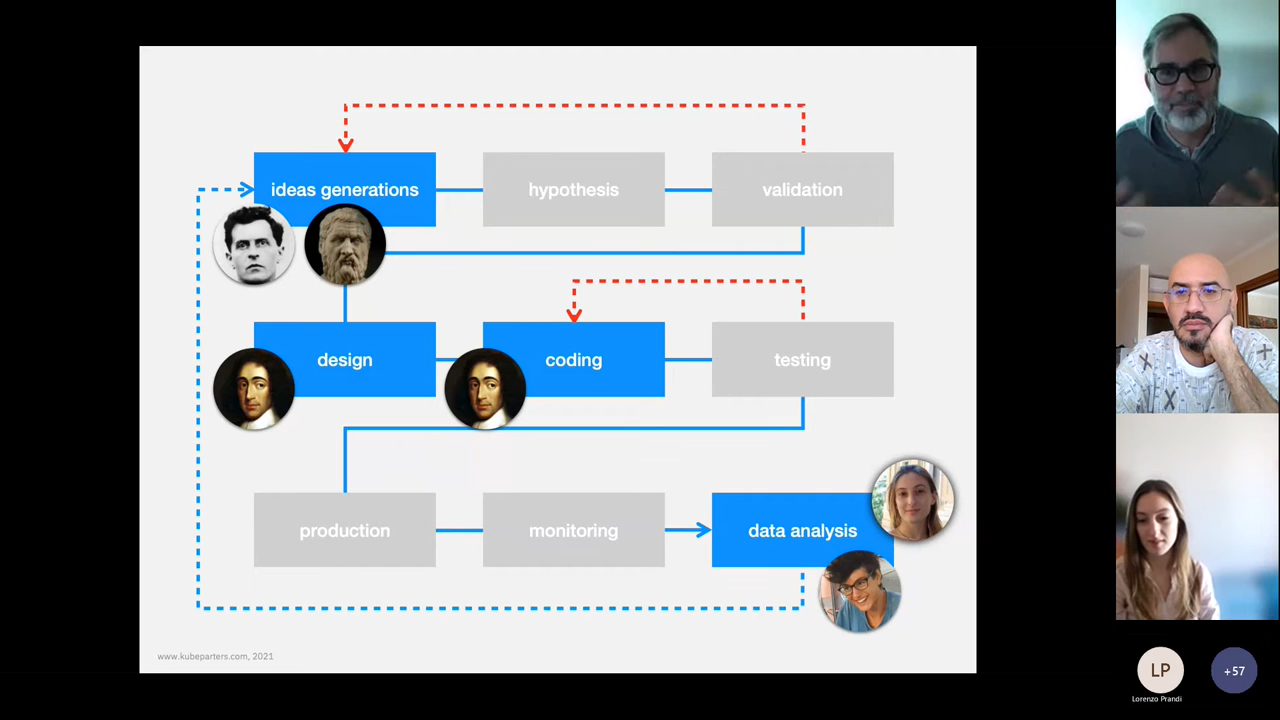 ideas generations
hypothesis
validation
design
coding
testing
production
monitoring
data analysis
www.kubeparters.com, 2021
LP
+57
Lorenzo Prandi